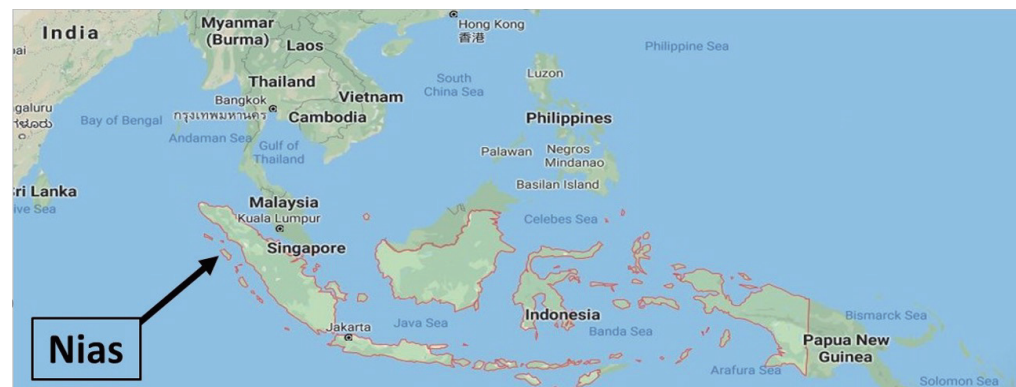 India
Myanmar
(Burma)
Laos
Hong Kong
香港
Philippine Sea
Thailand
Bangkok
กรุงเทพมหานคร
Vietnam
Cambodia
South
China Sea
Luzon
Philippines
Bay of Bengal
Andaman Sea
Gulf of
Thailand
Palawan
Negros
Mindanao
Basilan Island
ri Lanka
ive Sea
Malaysia
Kuala Lumpur
Singapore
Celebes Sea
Nias
Jakarta
Java Sea
Indonesia
Banda Sea
Bismarck Sea
Papua New
Guinea
Arafura Sea
Solomon Sea